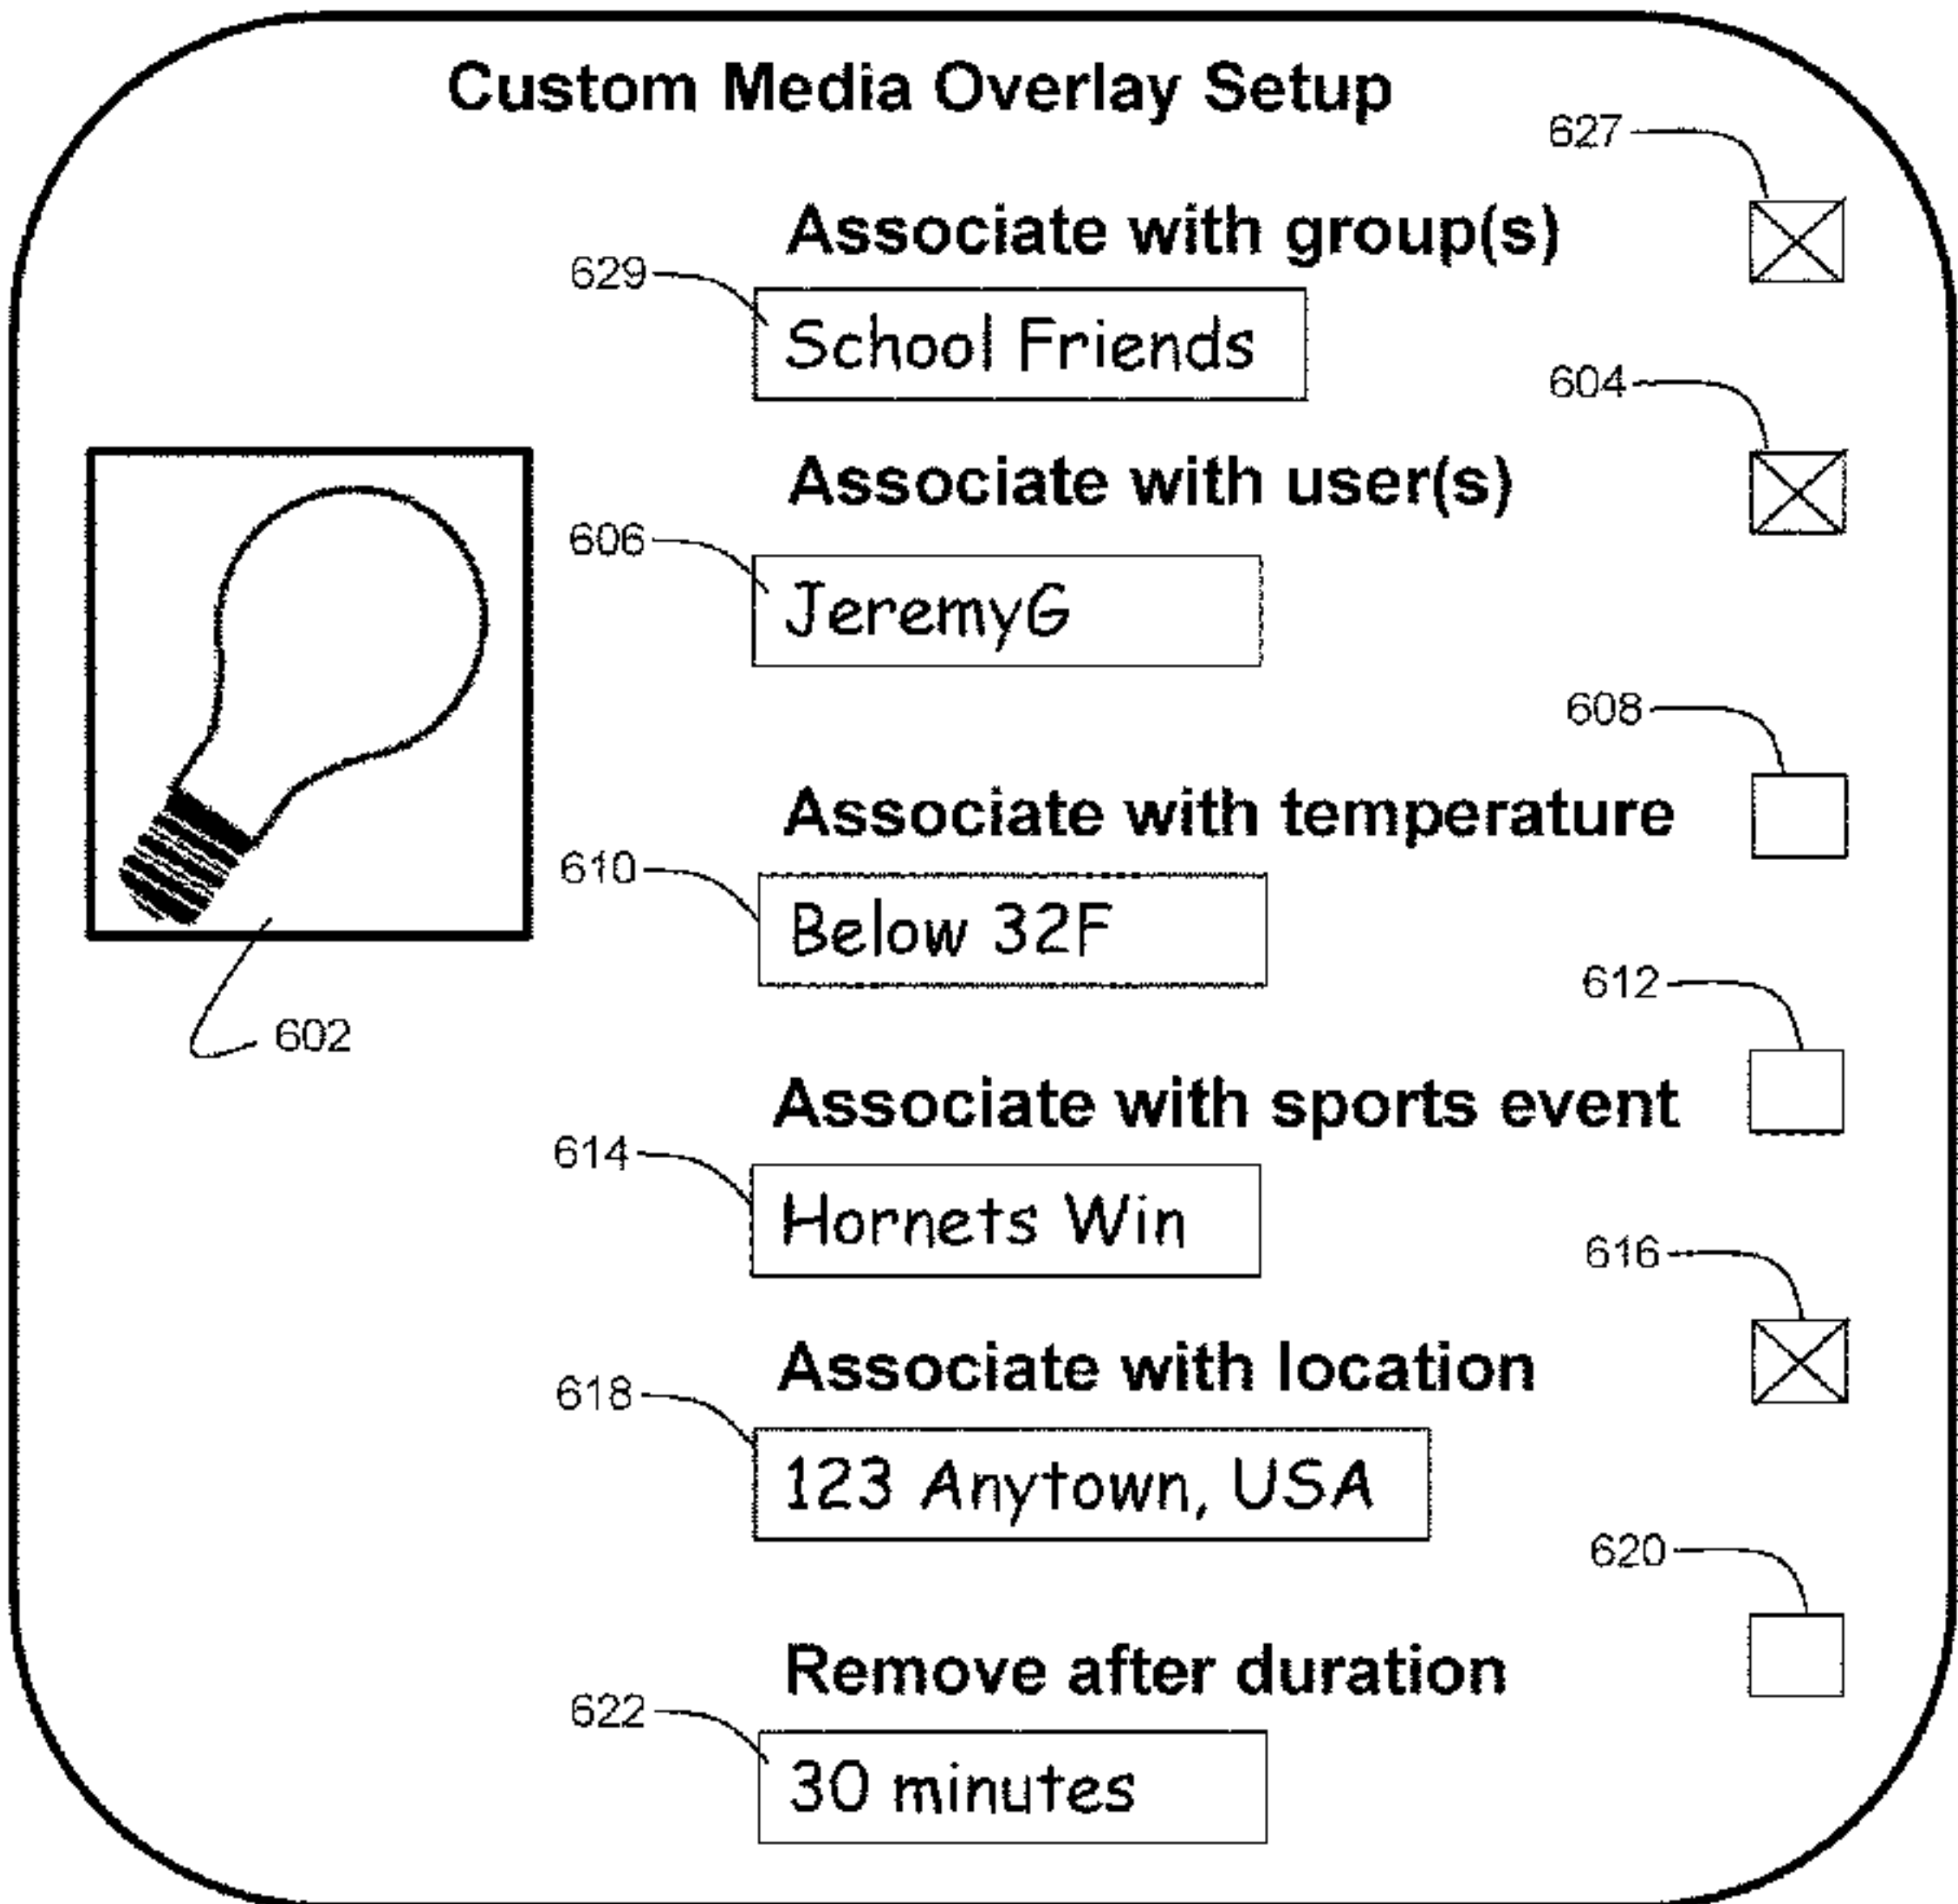 Custom Media Overlay Setup
627
Associate with group(s)
629
School Friends
604
Associate with user(s)
606
JeremyG
608
Associate with temperature
610
Below 32F
602
612
Associate with sports event
614
Hornets Win
616
Associate with location
618
123 Anytown, USA
620
Remove after duration
622
30 minutes